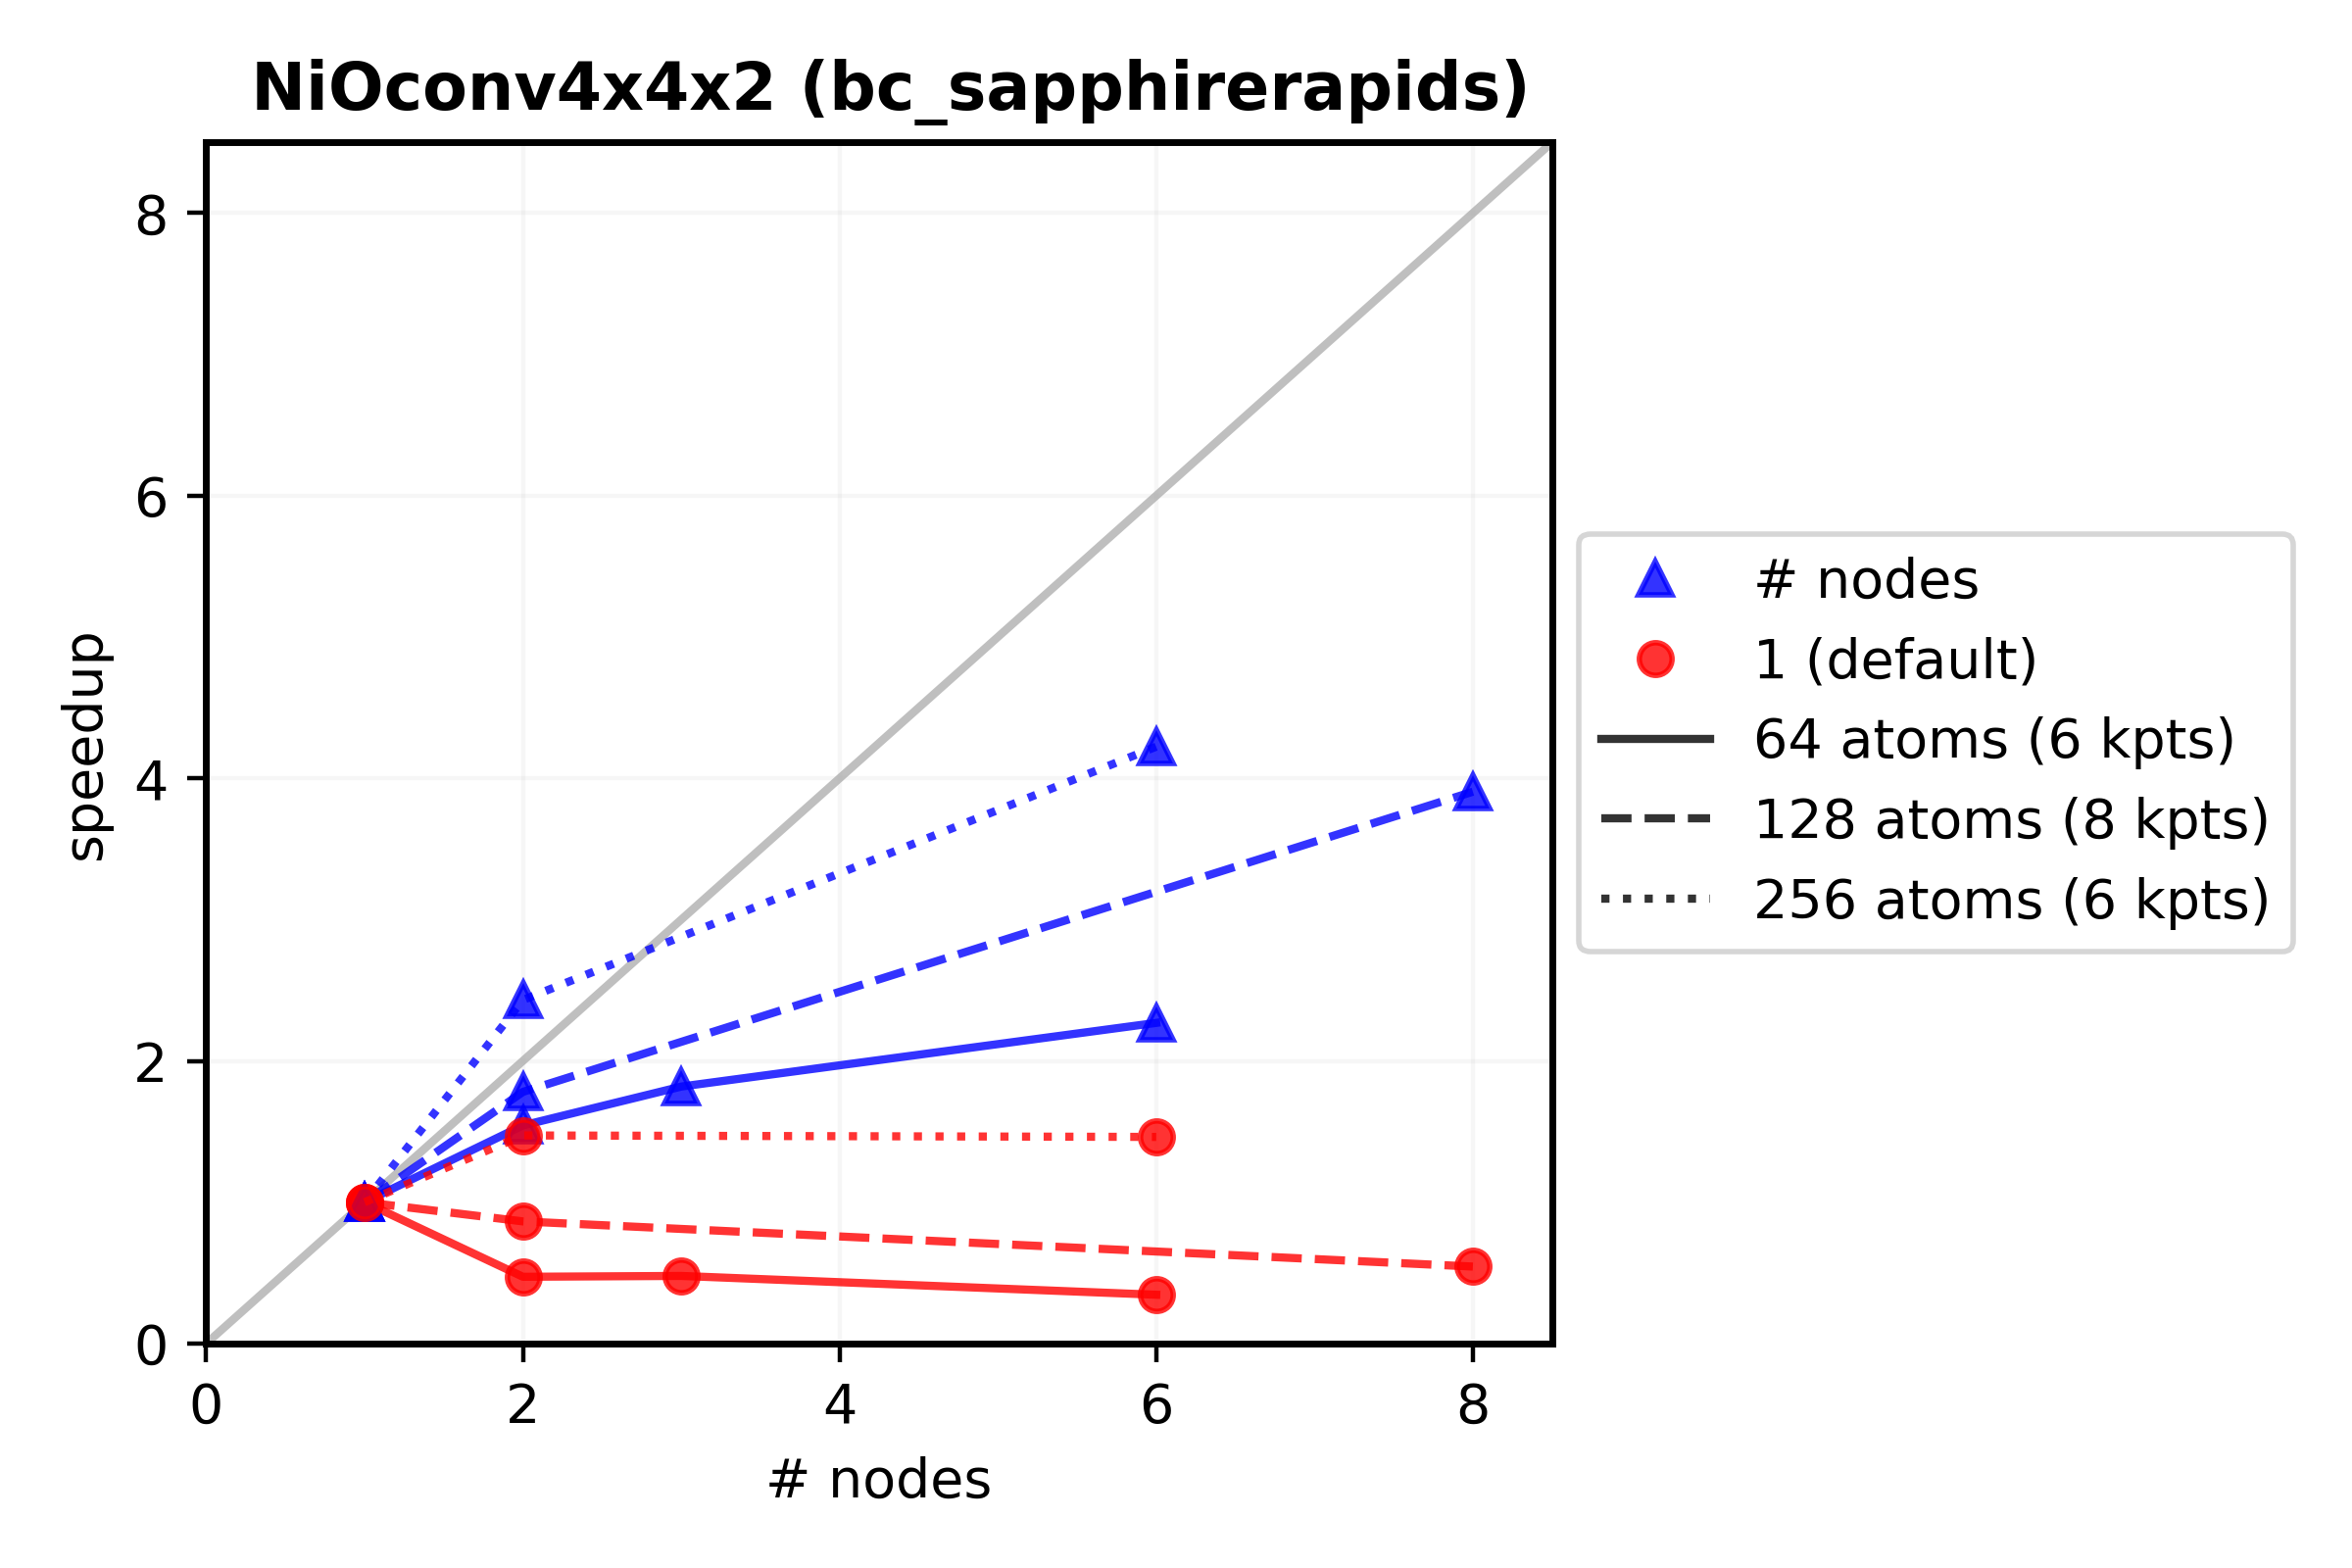 NiOconv4x4x2 (bc_sapphirerapids)
8
6
4
2
0
speedup
0 2 4 6 8
# nodes
# nodes
1 (default)
64 atoms (6 kpts)
128 atoms (8 kpts)
256 atoms (6 kpts)